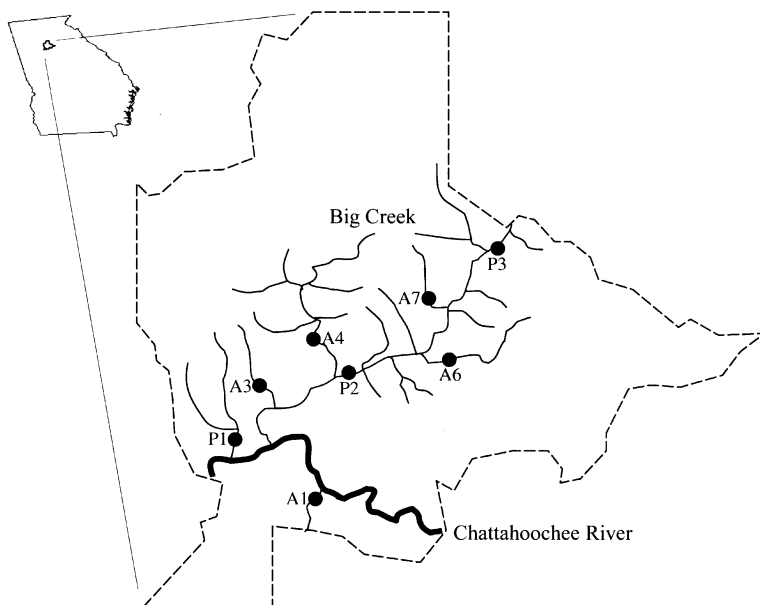 Big Creek
P3
A7
A4
A6
P2
A3
P1
A1
Chattahoochee River